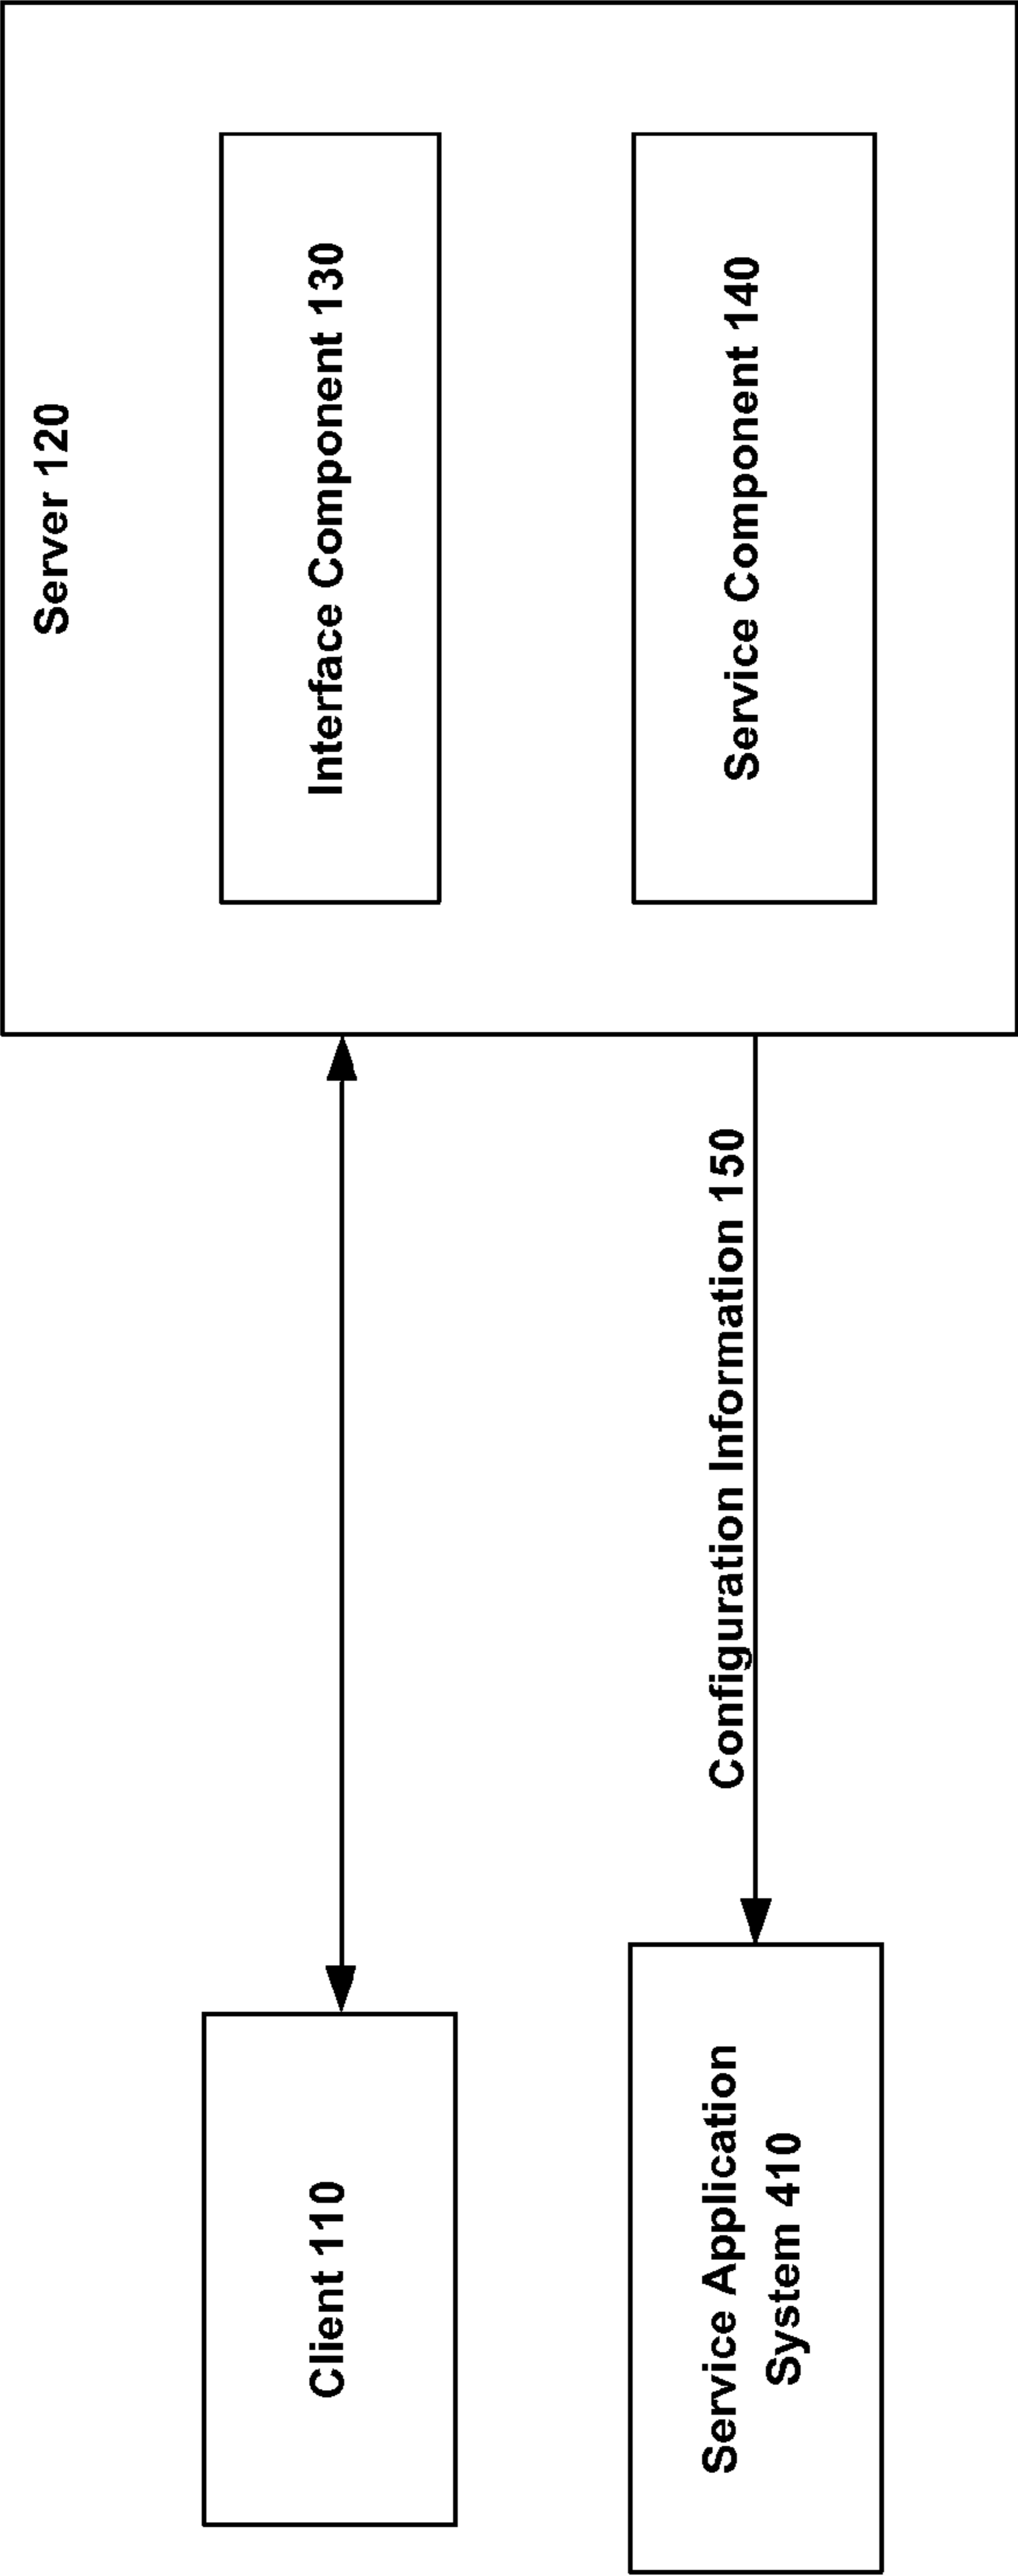 Server 120
Interface Component 130
Service Component 140
Configuration Information 150
Client 110
Service Application
System 410